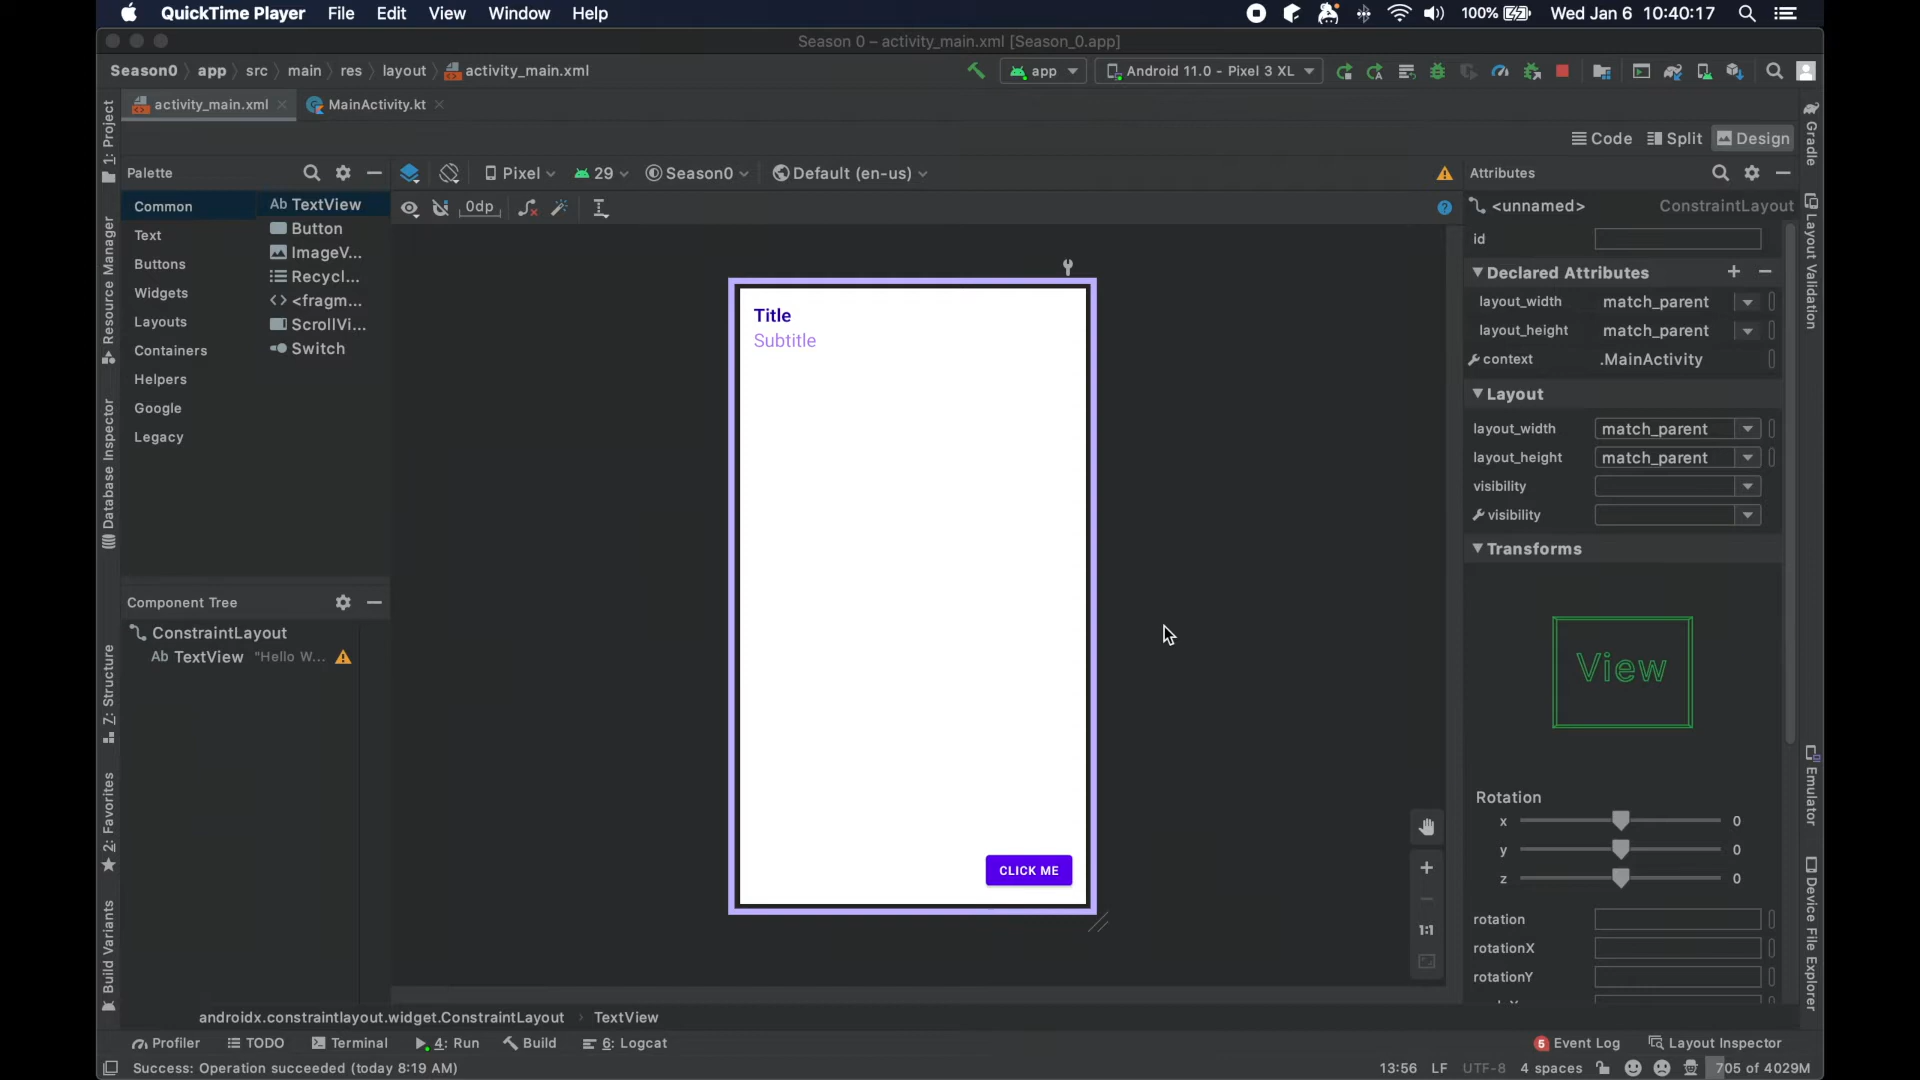 QuickTime Player File Edit View Window Help 100% Wed Jan 6 10:40:17
Season 0 – activity_main.xml [Season_0.app]
Season0 app src main res layout activity_main.xml app Android 11.0 - Pixel 3 XL
activity_main.xml MainActivity.kt
Code Split Design
Palette Pixel 29 Season0 Default (en-us) Attributes
Common Ab TextView 0dp <unnamed> ConstraintLayout
Text Button id
Buttons ImageV...
Widgets Recycl... Declared Attributes
Layouts <fragm... layout_width match_parent
Containers ScrollVi... layout_height match_parent
Helpers Switch context .MainActivity
Google
Legacy
Title
Subtitle
CLICK ME
Layout
layout_width match_parent
layout_height match_parent
visibility
visibility
Transforms
View
Rotation
x 0
y 0
z 0
rotation
rotationX
rotationY
Component Tree
ConstraintLayout
Ab TextView "Hello W...
1:1
1: Project
Resource Manager
Database Inspector
Z: Structure
2: Favorites
Build Variants
Gradle
Layout Validation
Emulator
Device File Explorer
androidx.constraintlayout.widget.ConstraintLayout TextView
Profiler TODO Terminal 4: Run Build 6: Logcat 5 Event Log Layout Inspector
Success: Operation succeeded (today 8:19 AM) 13:56 LF UTF-8 4 spaces 705 of 4029M